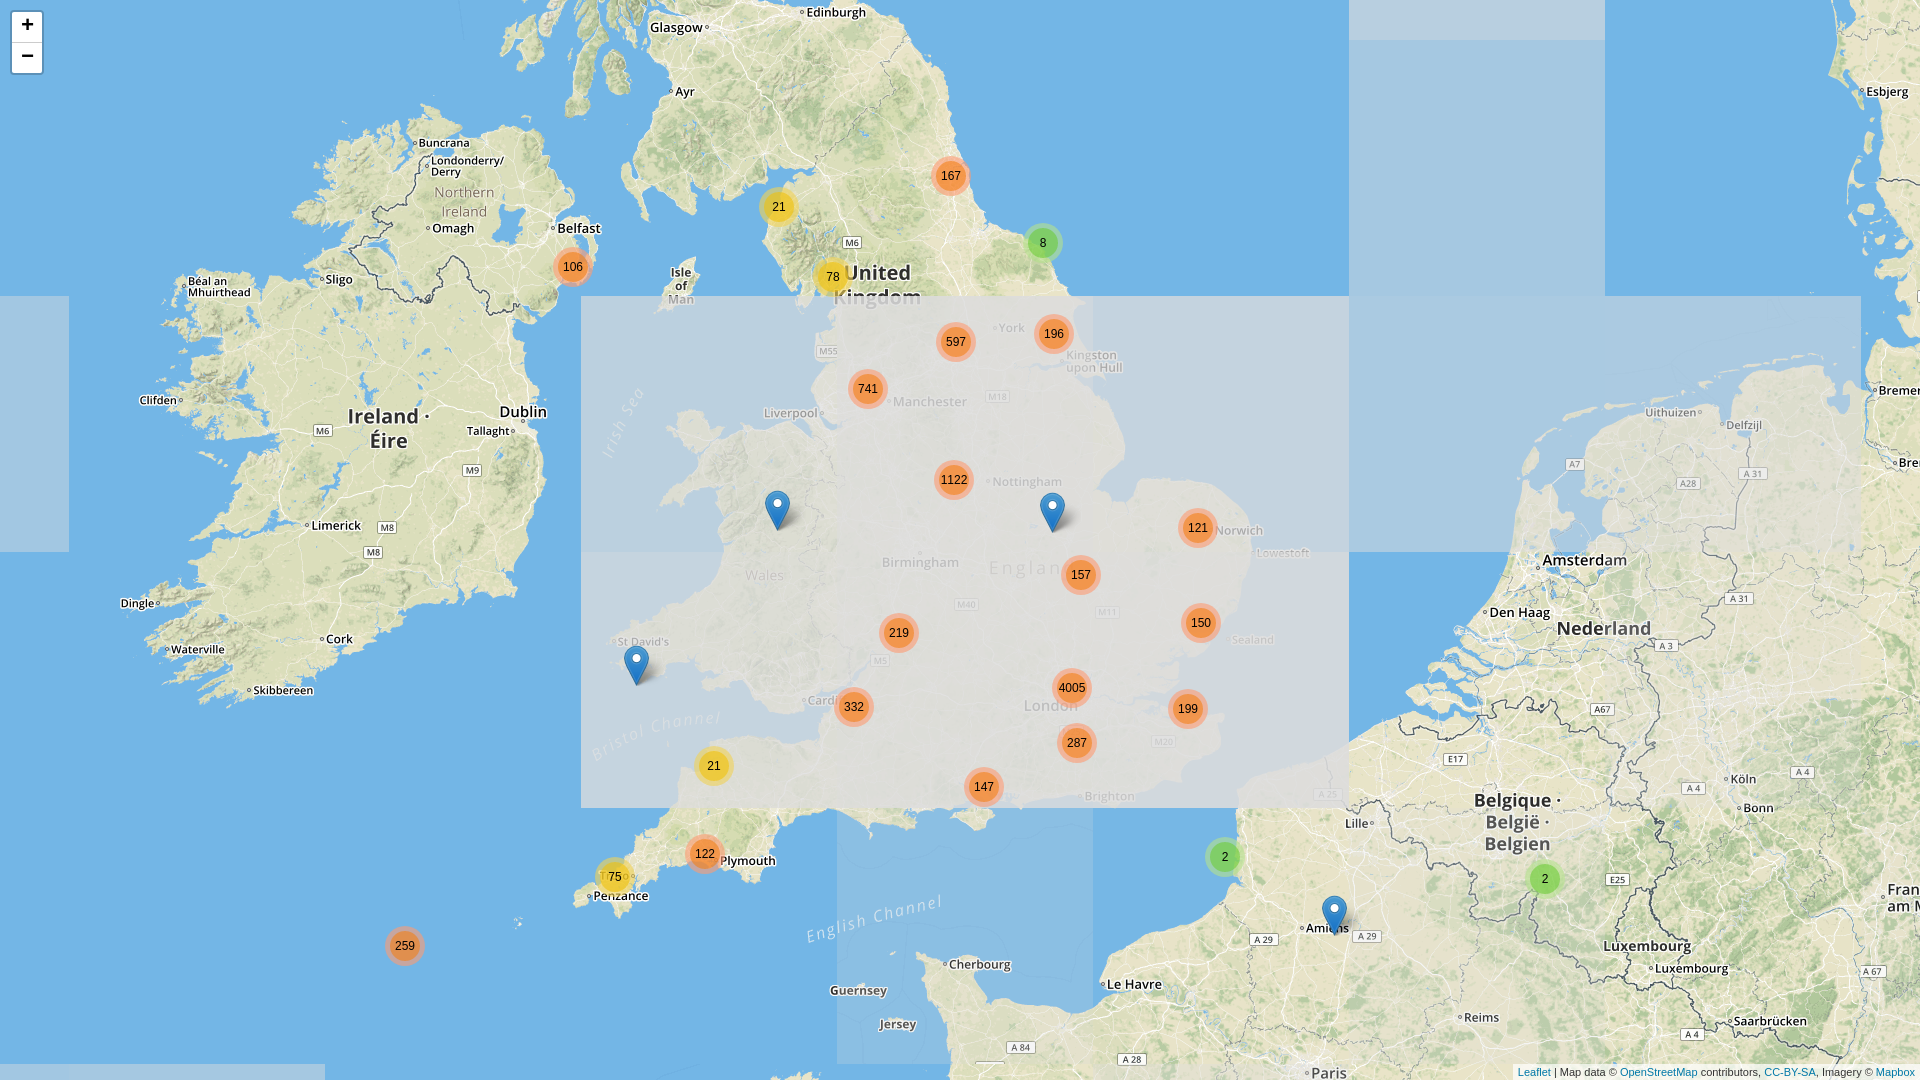 +
−
Edinburgh
Glasgow
Ayr
Esbjerg
Buncrana
Londonderry/
Derry
167
Northern
Ireland
21
Omagh
Belfast
M6
8
106
78
United
Kingdom
Isle
of
Man
Sligo
Béal an
Mhuirthead
York
196
597
M55
Kingston
upon Hull
741
Manchester
M18
Bremer
Clifden
Liverpool
Irish Sea
Dublin
Ireland ·
Éire
M6
Tallaght
Uithuizen
Delfzijl
A7
A 31
A28
M9
1122
Nottingham
Bre
Limerick
M8
M8
121
Norwich
Lowestoft
Birmingham
Amsterdam
Wales
157
Englan
M40
M11
A 31
Dingle
Den Haag
150
Nederland
219
Cork
St David's
Sealand
A 3
Waterville
M5
Skibbereen
4005
Cardi
332
London
199
A67
Bristol Channel
287
M20
E17
21
147
Brighton
A 25
Köln
A 4
A 4
Bonn
Belgique ·
België ·
Belgien
Lille
122
Plymouth
2
75
Penzance
2
E25
Fran
am M
English Channel
259
Amiens
A 29
A 29
Luxembourg
Luxembourg
Cherbourg
A 67
Le Havre
Guernsey
Jersey
Reims
Saarbrücken
A 4
A 84
A 28
Paris
Leaflet | Map data © OpenStreetMap contributors, CC-BY-SA, Imagery © Mapbox